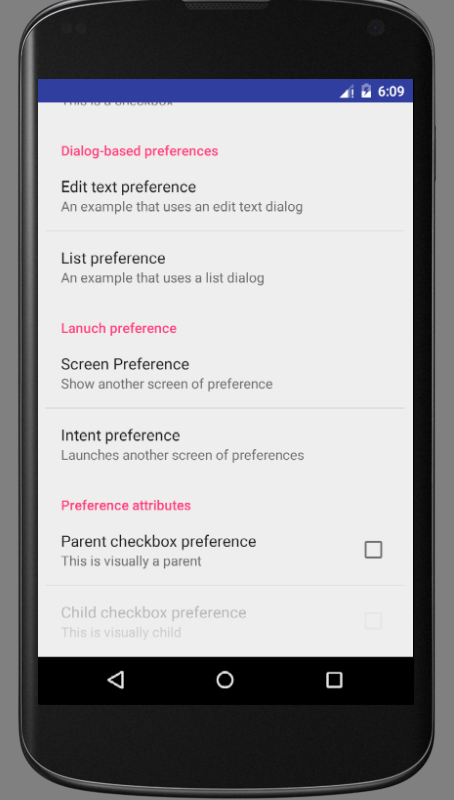 6:09
This is a checkbox
Dialog-based preferences
Edit text preference
An example that uses an edit text dialog
List preference
An example that uses a list dialog
Lanuch preference
Screen Preference
Show another screen of preference
Intent preference
Launches another screen of preferences
Preference attributes
Parent checkbox preference
This is visually a parent
Child checkbox preference
This is visually child